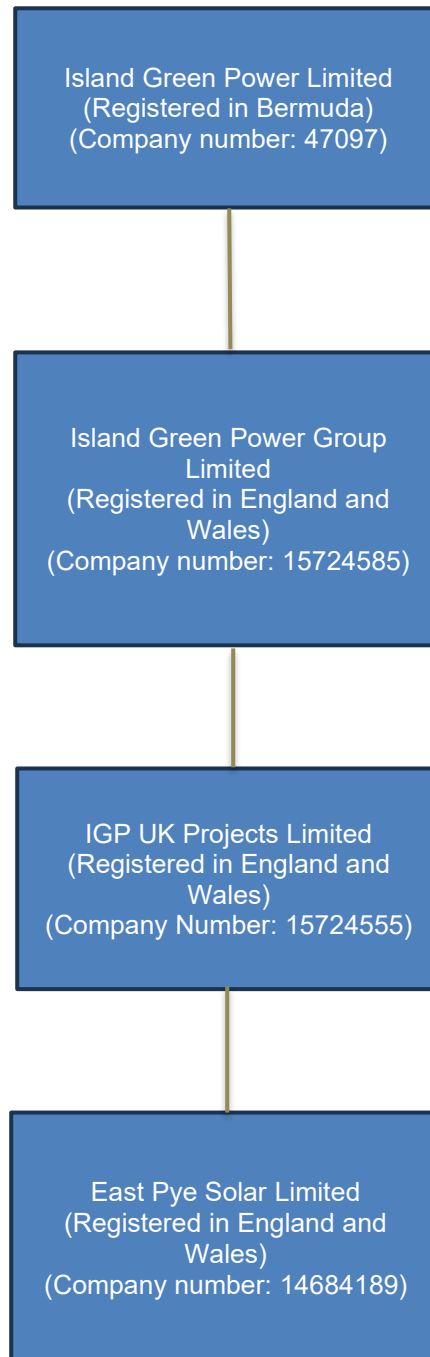 Island Green Power Limited
(Registered in Bermuda)
(Company number: 47097)
Island Green Power Group
Limited
(Registered in England and
Wales)
(Company number: 15724585)
IGP UK Projects Limited
(Registered in England and
Wales)
(Company Number: 15724555)
East Pye Solar Limited
(Registered in England and
Wales)
(Company number: 14684189)